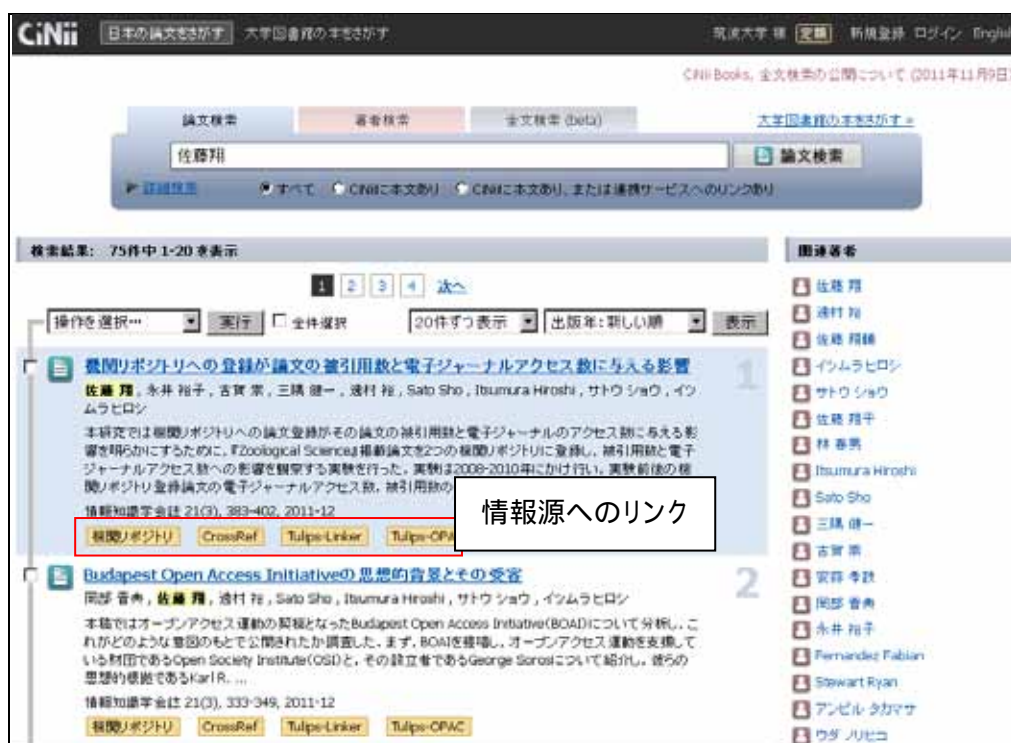 CiNii 日本の論文をさがす 大学図書館の本をさがす 筑波大学 様 定額 新規登録 ログイン English
CiNii Books, 全文検索の公開について (2011年11月9日)
論文検索 著者検索 全文検索 (beta) 大学図書館の本をさがす »
佐藤翔 論文検索
詳細検索 すべて CiNiiに本文あり CiNiiに本文あり、または連携サービスへのリンクあり
検索結果: 75件中 1-20 を表示
1 2 3 4 次へ
操作を選択… 実行 全件選択 20件ずつ表示 出版年:新しい順 表示
機関リポジトリへの登録が論文の被引用数と電子ジャーナルアクセス数に与える影響 1
佐藤 翔, 永井 裕子, 古賀 崇, 三隅 健一, 逸村 裕, Sato Sho, Itsumura Hiroshi, サトウ ショウ, イツ
ムラヒロシ
本研究では機関リポジトリへの論文登録がその論文の被引用数と電子ジャーナルのアクセス数に与える影
響を明らかにするために,『Zoological Science』掲載論文を2つの機関リポジトリに登録し, 被引用数と電子
ジャーナルアクセス数への影響を観察する実験を行った. 実験は2008-2010年にかけ行い, 実験前後の機
関リポジトリ登録論文の電子ジャーナルアクセス数, 被引用数の
情報知識学会誌 21(3), 383-402, 2011-12
機関リポジトリ CrossRef Tulips-Linker Tulips-OPAC
情報源へのリンク
Budapest Open Access Initiativeの思想的背景とその受容 2
岡部 晋典, 佐藤 翔, 逸村 裕, Sato Sho, Itsumura Hiroshi, サトウ ショウ, イツムラヒロシ
本稿ではオープンアクセス運動の契機となったBudapest Open Access Initiative(BOAI)について分析し, こ
れがどのような意図のもとで公開されたか調査した. まず, BOAIを概観し, オープンアクセス運動を支援して
いる財団であるOpen Society Institute(OSI)と, その設立者であるGeorge Sorosについて紹介し, 彼らの
思想的根拠であるKarl R. ...
情報知識学会誌 21(3), 333-349, 2011-12
機関リポジトリ CrossRef Tulips-Linker Tulips-OPAC
関連著者
佐藤 翔
逸村 裕
佐藤 翔輔
イツムラヒロシ
サトウ ショウ
佐藤 翔子
林 春男
Itsumura Hiroshi
Sato Sho
三隅 健一
古賀 崇
安蒜 孝政
岡部 晋典
永井 裕子
Fernandez Fabian
Stewart Ryan
アンビル タカマサ
ウダ ノリヒコ